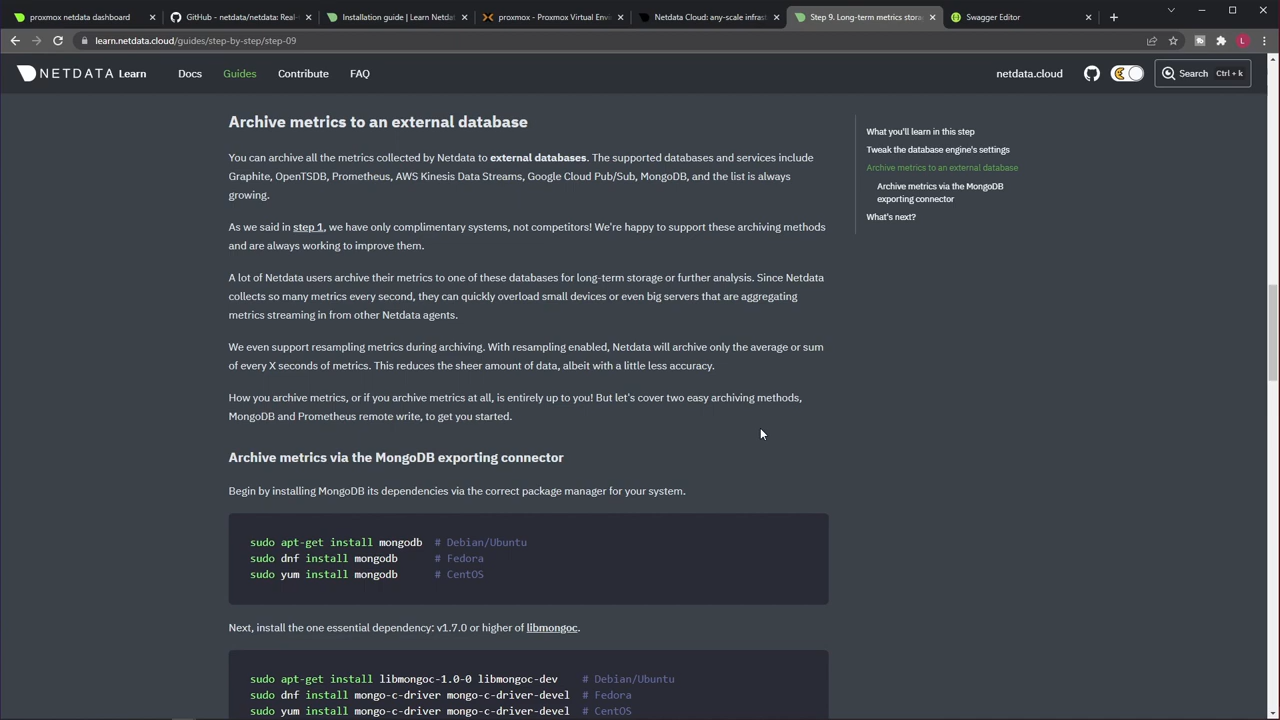 proxmox netdata dashboard
GitHub - netdata/netdata: Real-
Installation guide | Learn Netdat
proxmox - Proxmox Virtual Envi
Netdata Cloud: any-scale infrast
Step 9. Long-term metrics stora
Swagger Editor
learn.netdata.cloud/guides/step-by-step/step-09
L
NETDATA Learn
Docs
Guides
Contribute
FAQ
netdata.cloud
Search
Ctrl + k
Archive metrics to an external database
You can archive all the metrics collected by Netdata to external databases. The supported databases and services include
Graphite, OpenTSDB, Prometheus, AWS Kinesis Data Streams, Google Cloud Pub/Sub, MongoDB, and the list is always
growing.
As we said in step 1, we have only complimentary systems, not competitors! We're happy to support these archiving methods
and are always working to improve them.
A lot of Netdata users archive their metrics to one of these databases for long-term storage or further analysis. Since Netdata
collects so many metrics every second, they can quickly overload small devices or even big servers that are aggregating
metrics streaming in from other Netdata agents.
We even support resampling metrics during archiving. With resampling enabled, Netdata will archive only the average or sum
of every X seconds of metrics. This reduces the sheer amount of data, albeit with a little less accuracy.
How you archive metrics, or if you archive metrics at all, is entirely up to you! But let's cover two easy archiving methods,
MongoDB and Prometheus remote write, to get you started.
Archive metrics via the MongoDB exporting connector
Begin by installing MongoDB its dependencies via the correct package manager for your system.
sudo apt-get install mongodb # Debian/Ubuntu
sudo dnf install mongodb # Fedora
sudo yum install mongodb # CentOS
Next, install the one essential dependency: v1.7.0 or higher of libmongoc.
sudo apt-get install libmongoc-1.0-0 libmongoc-dev # Debian/Ubuntu
sudo dnf install mongo-c-driver mongo-c-driver-devel # Fedora
sudo yum install mongo-c-driver mongo-c-driver-devel # CentOS
What you'll learn in this step
Tweak the database engine's settings
Archive metrics to an external database
Archive metrics via the MongoDB
exporting connector
What's next?